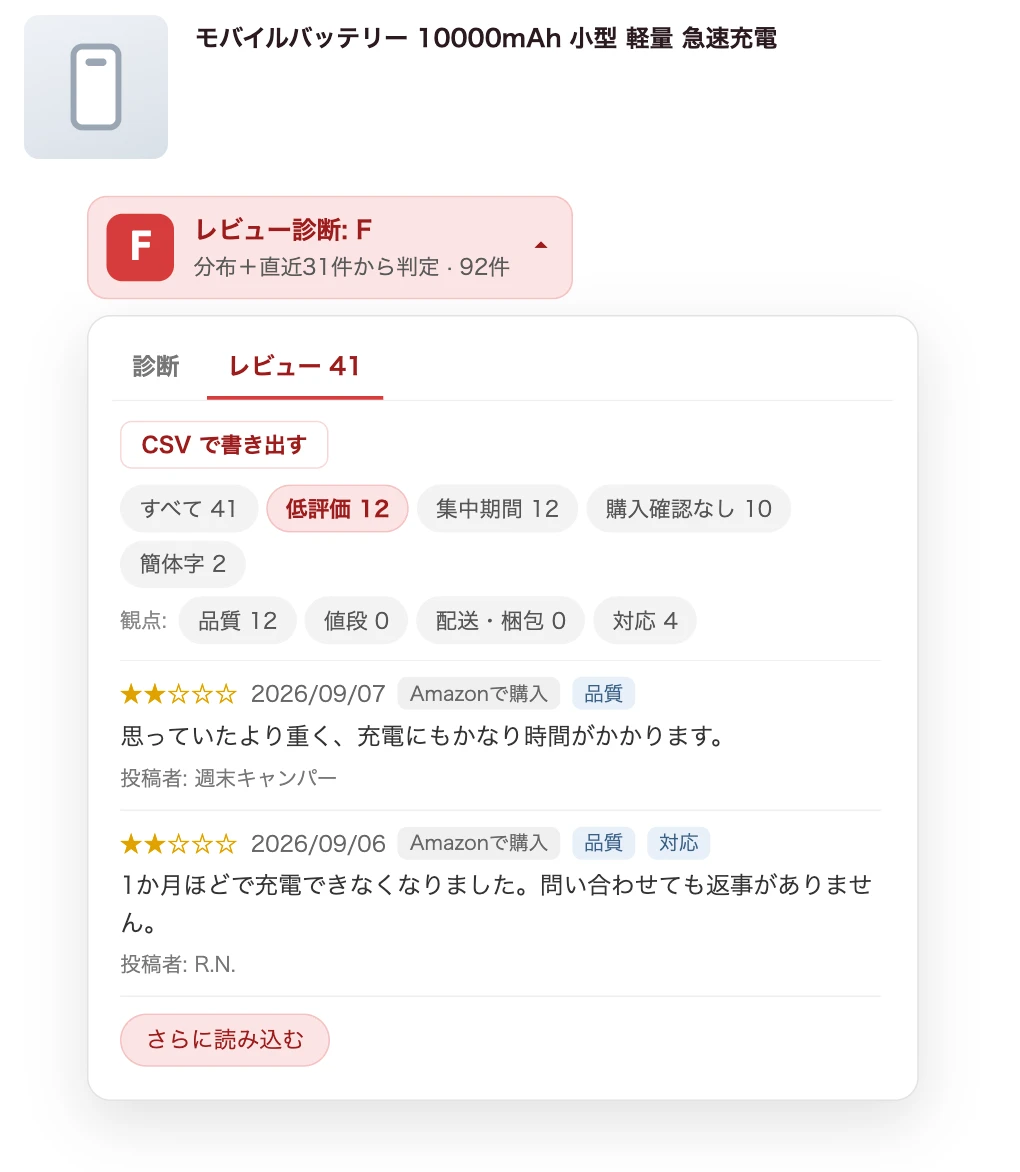 モバイルバッテリー 10000mAh 小型 軽量 急速充電
F
レビュー診断: F
分布＋直近31件から判定 · 92件
診断
レビュー 41
CSV で書き出す
すべて 41
低評価 12
集中期間 12
購入確認なし 10
簡体字 2
観点:
品質 12
値段 0
配送・梱包 0
対応 4
★★☆☆☆ 2026/09/07 Amazonで購入 品質
思っていたより重く、充電にもかなり時間がかかります。
投稿者: 週末キャンパー
★★☆☆☆ 2026/09/06 Amazonで購入 品質 対応
1か月ほどで充電できなくなりました。問い合わせても返事がありませ
ん。
投稿者: R.N.
さらに読み込む